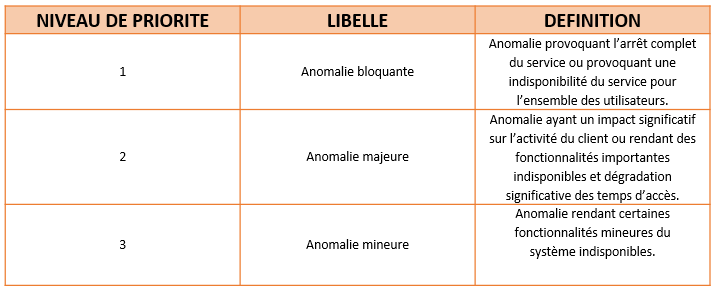 NIVEAU DE PRIORITE LIBELLE DEFINITION
1 Anomalie bloquante
Anomalie provoquant l’arrêt complet
du service ou provoquant une
indisponibilité du service pour
l’ensemble des utilisateurs.
2 Anomalie majeure
Anomalie ayant un impact significatif
sur l’activité du client ou rendant des
fonctionnalités importantes
indisponibles et dégradation
significative des temps d’accès.
3 Anomalie mineure
Anomalie rendant certaines
fonctionnalités mineures du
système indisponibles.